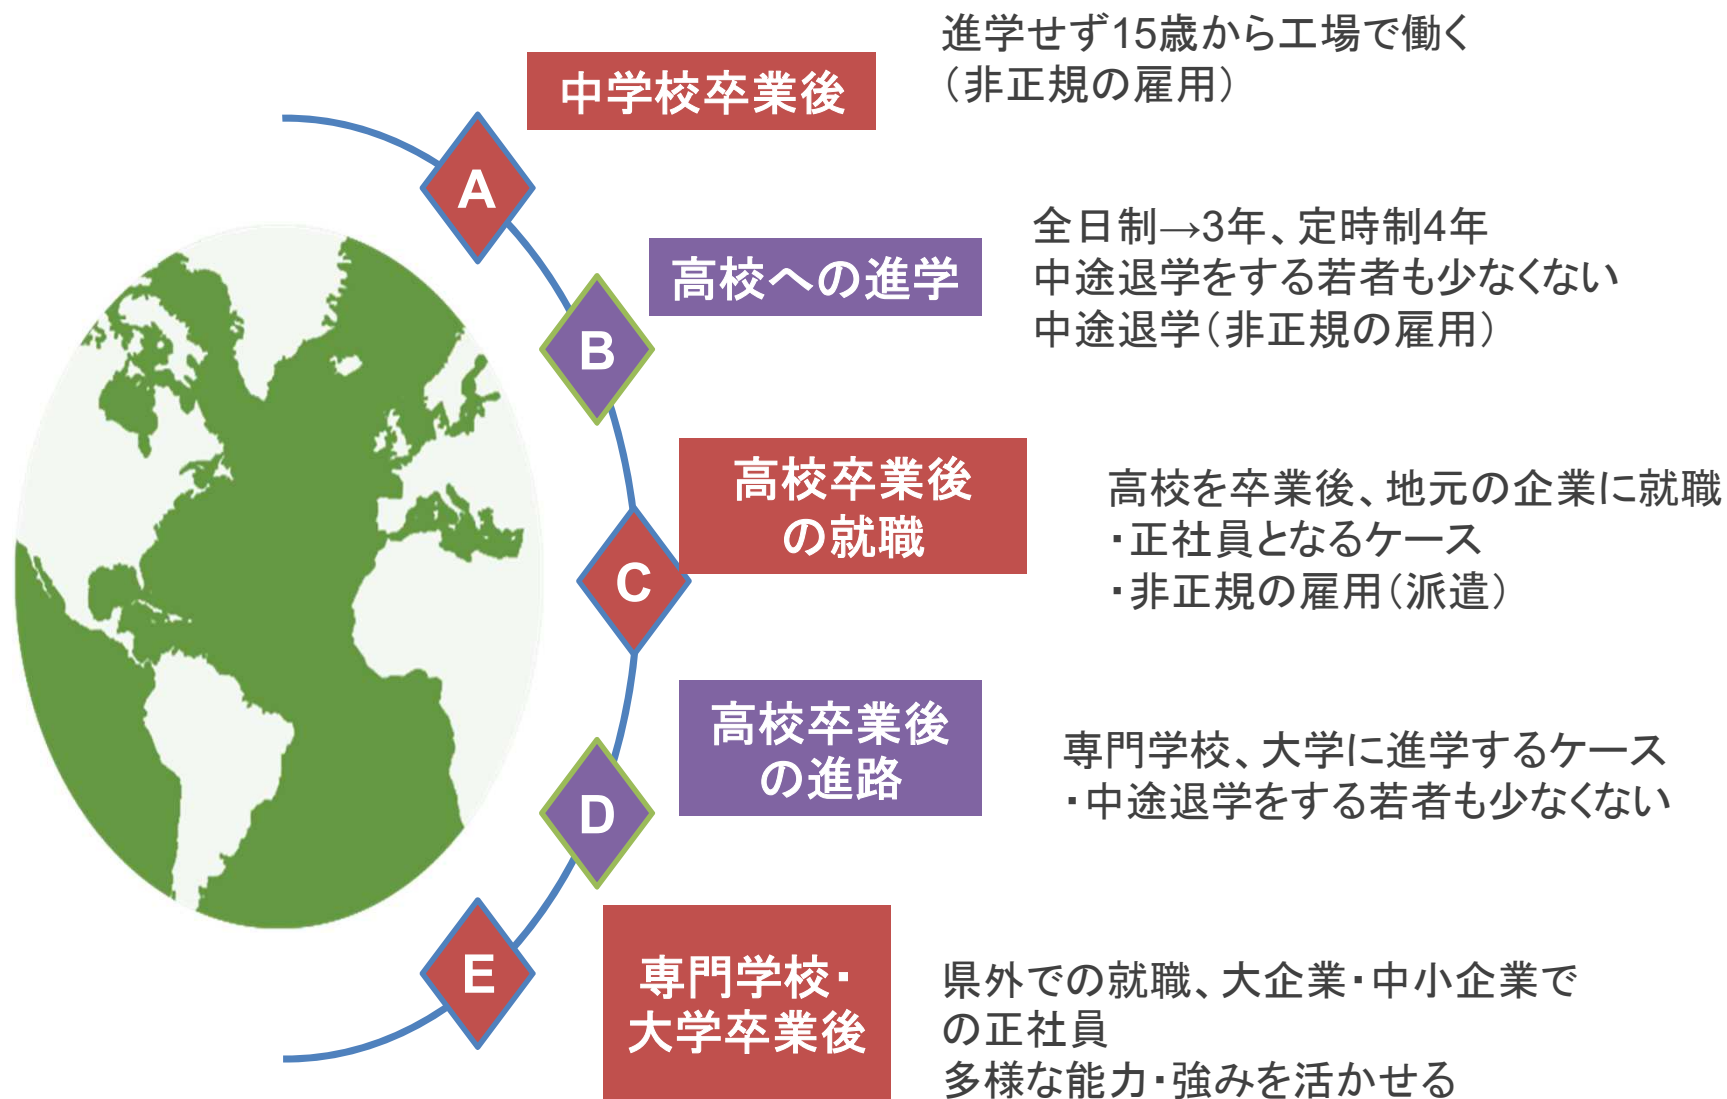 中学校卒業後
進学せず15歳から工場で働く
（非正規の雇用）
A
高校への進学
全日制→3年、定時制4年
中途退学をする若者も少なくない
中途退学（非正規の雇用）
B
高校卒業後
の就職
高校を卒業後、地元の企業に就職
・正社員となるケース
・非正規の雇用（派遣）
C
高校卒業後
の進路
専門学校、大学に進学するケース
・中途退学をする若者も少なくない
D
専門学校・
大学卒業後
県外での就職、大企業・中小企業で
の正社員
多様な能力・強みを活かせる
E